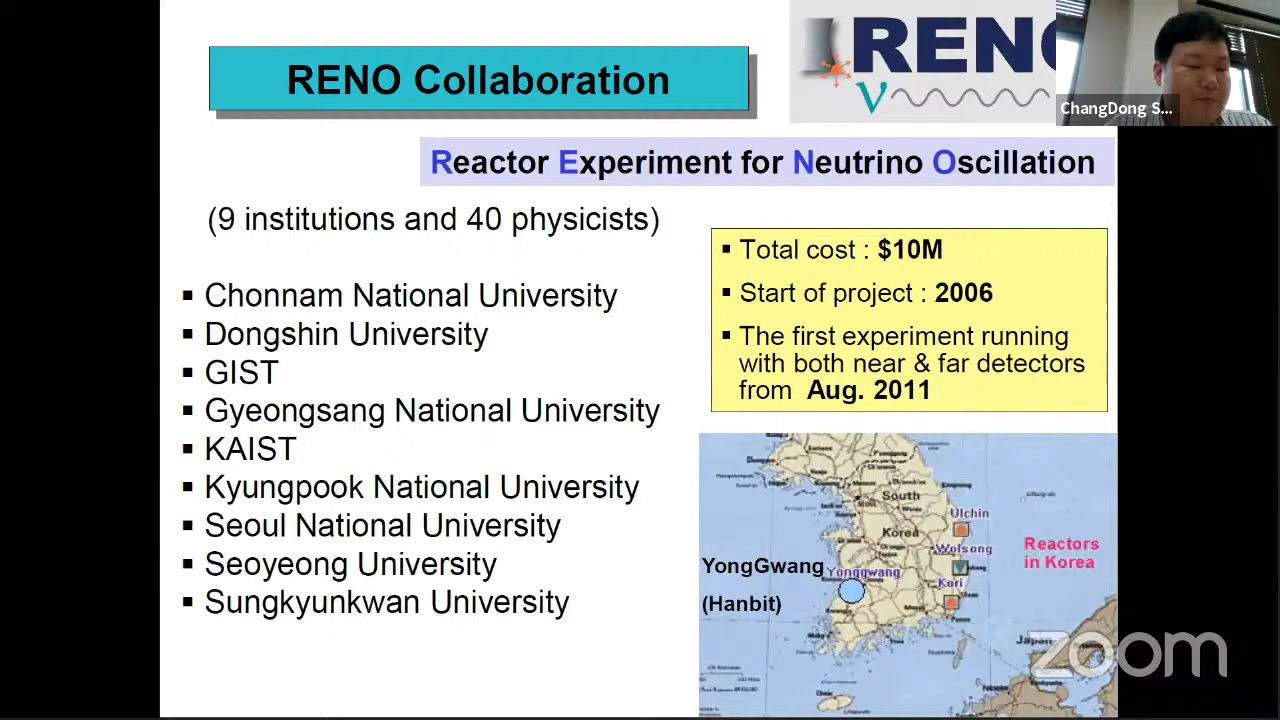 RENO Collaboration
RENO
ν
ChangDong S...
Reactor Experiment for Neutrino Oscillation
(9 institutions and 40 physicists)
▪ Total cost : $10M
▪ Start of project : 2006
▪ The first experiment running
with both near & far detectors
from Aug. 2011
▪ Chonnam National University
▪ Dongshin University
▪ GIST
▪ Gyeongsang National University
▪ KAIST
▪ Kyungpook National University
▪ Seoul National University
▪ Seoyeong University
▪ Sungkyunkwan University
South
Korea
Ulchin
Wolsong
Reactors
in Korea
YongGwang
Yonggwang
Kori
(Hanbit)
Japan
zoom